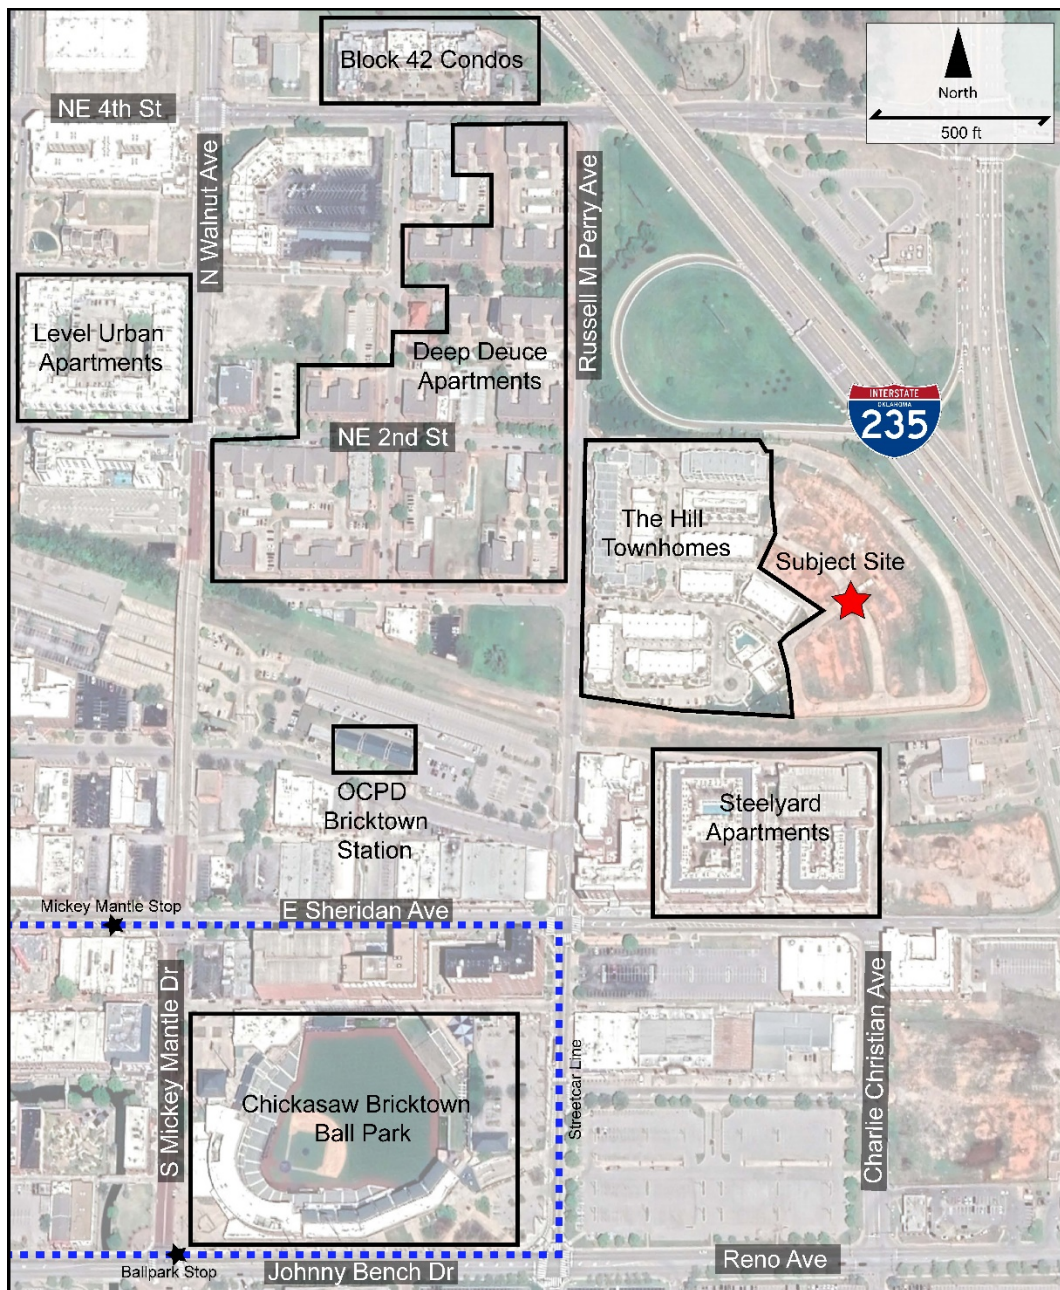 Block 42 Condos
North
500 ft
NE 4th St
N Walnut Ave
Russell M Perry Ave
Level Urban
Apartments
Deep Deuce
Apartments
INTERSTATE
OKLAHOMA
235
NE 2nd St
The Hill
Townhomes
Subject Site
OCPD
Bricktown
Station
Steelyard
Apartments
Mickey Mantle Stop
E Sheridan Ave
S Mickey Mantle Dr
Streetcar Line
Charlie Christian Ave
Chickasaw Bricktown
Ball Park
Ballpark Stop
Johnny Bench Dr
Reno Ave